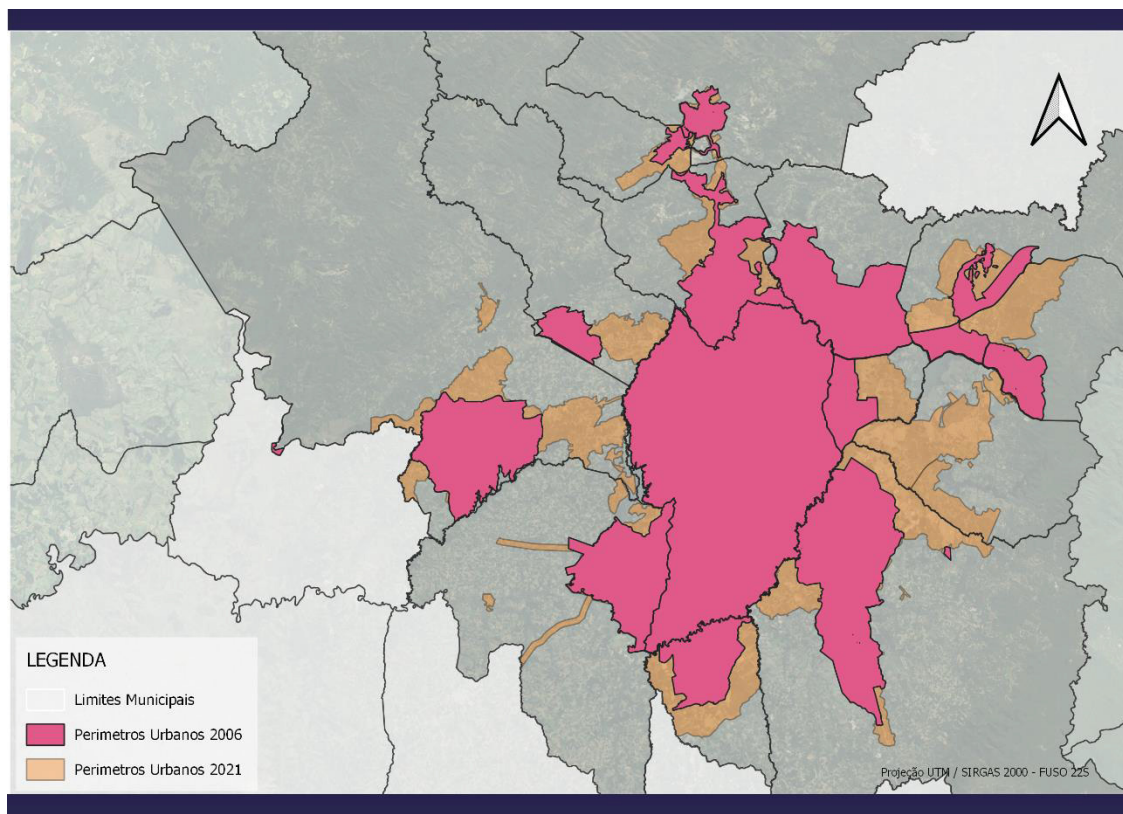 LEGENDA
Limites Municipais
Perimetros Urbanos 2006
Perimetros Urbanos 2021
Projeção UTM / SIRGAS 2000 - FUSO 22S